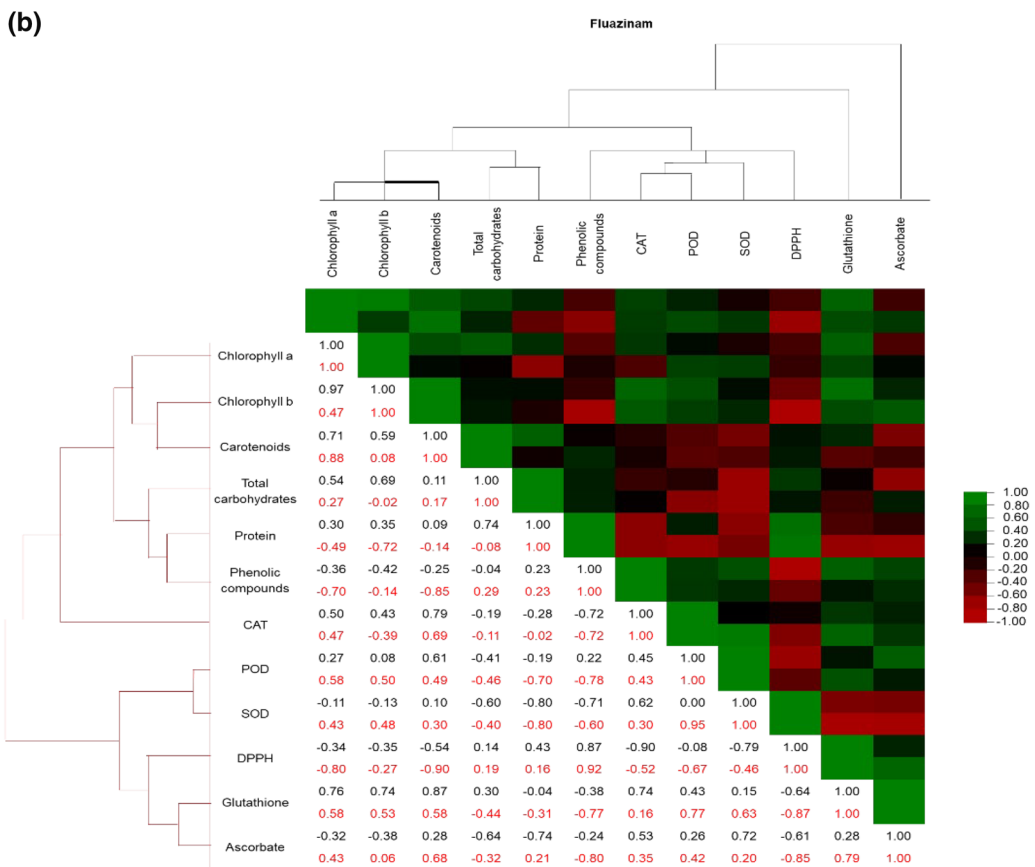 (b)
Fluazinam
Chlorophyll a
Chlorophyll b
Carotenoids
Total
carbohydrates
Protein
Phenolic
compounds
CAT
POD
SOD
DPPH
Glutathione
Ascorbate
1.00
Chlorophyll a
1.00
0.97 1.00
Chlorophyll b
0.47 1.00
0.71 0.59 1.00
Carotenoids
0.88 0.08 1.00
Total
carbohydrates
0.54 0.69 0.11 1.00
0.27 -0.02 0.17 1.00
0.30 0.35 0.09 0.74 1.00
Protein
-0.49 -0.72 -0.14 -0.08 1.00
Phenolic
compounds
-0.36 -0.42 -0.25 -0.04 0.23 1.00
-0.70 -0.14 -0.85 0.29 0.23 1.00
0.50 0.43 0.79 -0.19 -0.28 -0.72 1.00
CAT
0.47 -0.39 0.69 -0.11 -0.02 -0.72 1.00
0.27 0.08 0.61 -0.41 -0.19 0.22 0.45 1.00
POD
0.58 0.50 0.49 -0.46 -0.70 -0.78 0.43 1.00
-0.11 -0.13 0.10 -0.60 -0.80 -0.71 0.62 0.00 1.00
SOD
0.43 0.48 0.30 -0.40 -0.80 -0.60 0.30 0.95 1.00
-0.34 -0.35 -0.54 0.14 0.43 0.87 -0.90 -0.08 -0.79 1.00
DPPH
-0.80 -0.27 -0.90 0.19 0.16 0.92 -0.52 -0.67 -0.46 1.00
0.76 0.74 0.87 0.30 -0.04 -0.38 0.74 0.43 0.15 -0.64 1.00
Glutathione
0.58 0.53 0.58 -0.44 -0.31 -0.77 0.16 0.77 0.63 -0.87 1.00
-0.32 -0.38 0.28 -0.64 -0.74 -0.24 0.53 0.26 0.72 -0.61 0.28 1.00
Ascorbate
0.43 0.06 0.68 -0.32 0.21 -0.80 0.35 0.42 0.20 -0.85 0.79 1.00
1.00
0.80
0.60
0.40
0.20
0.00
-0.20
-0.40
-0.60
-0.80
-1.00